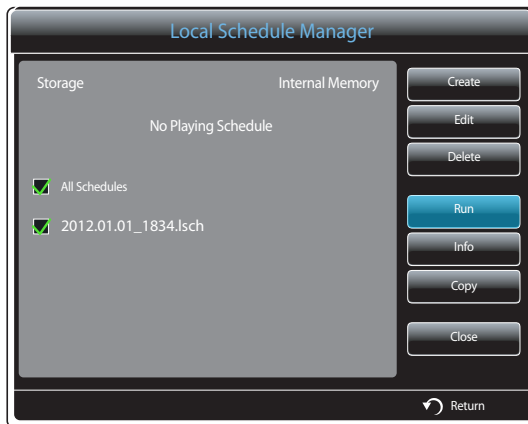 Local Schedule Manager
Storage Internal Memory
No Playing Schedule
All Schedules
2012.01.01_1834.lsch
Create
Edit
Delete
Run
Info
Copy
Close
Return